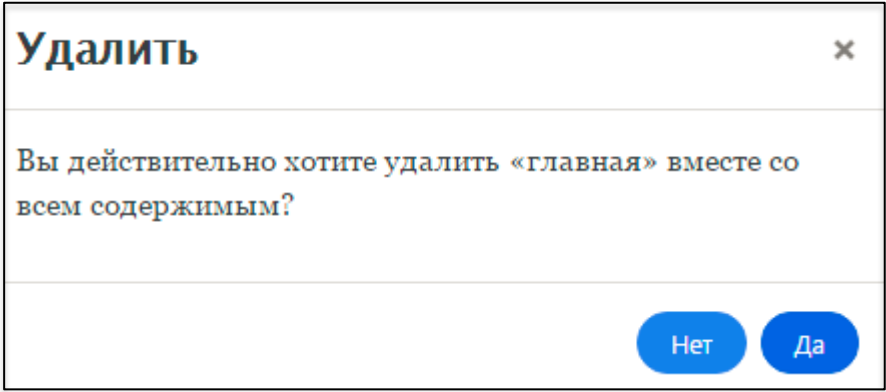 Удалить
Вы действительно хотите удалить «главная» вместе со
всем содержимым?
Нет Да